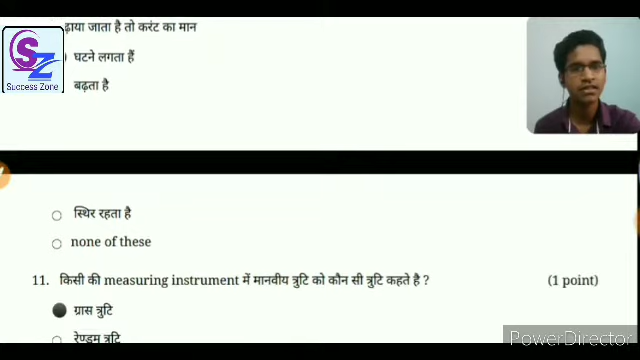 ढ़ाया जाता है तो करंट का मान
) घटने लगता हैं
बढ़ता है
SZ
Success Zone
स्थिर रहता है
none of these
11. किसी की measuring instrument में मानवीय त्रुटि को कौन सी त्रुटि कहते है ? (1 point)
ग्रास त्रुटि
रेण्डम त्रुटि
PowerDirector